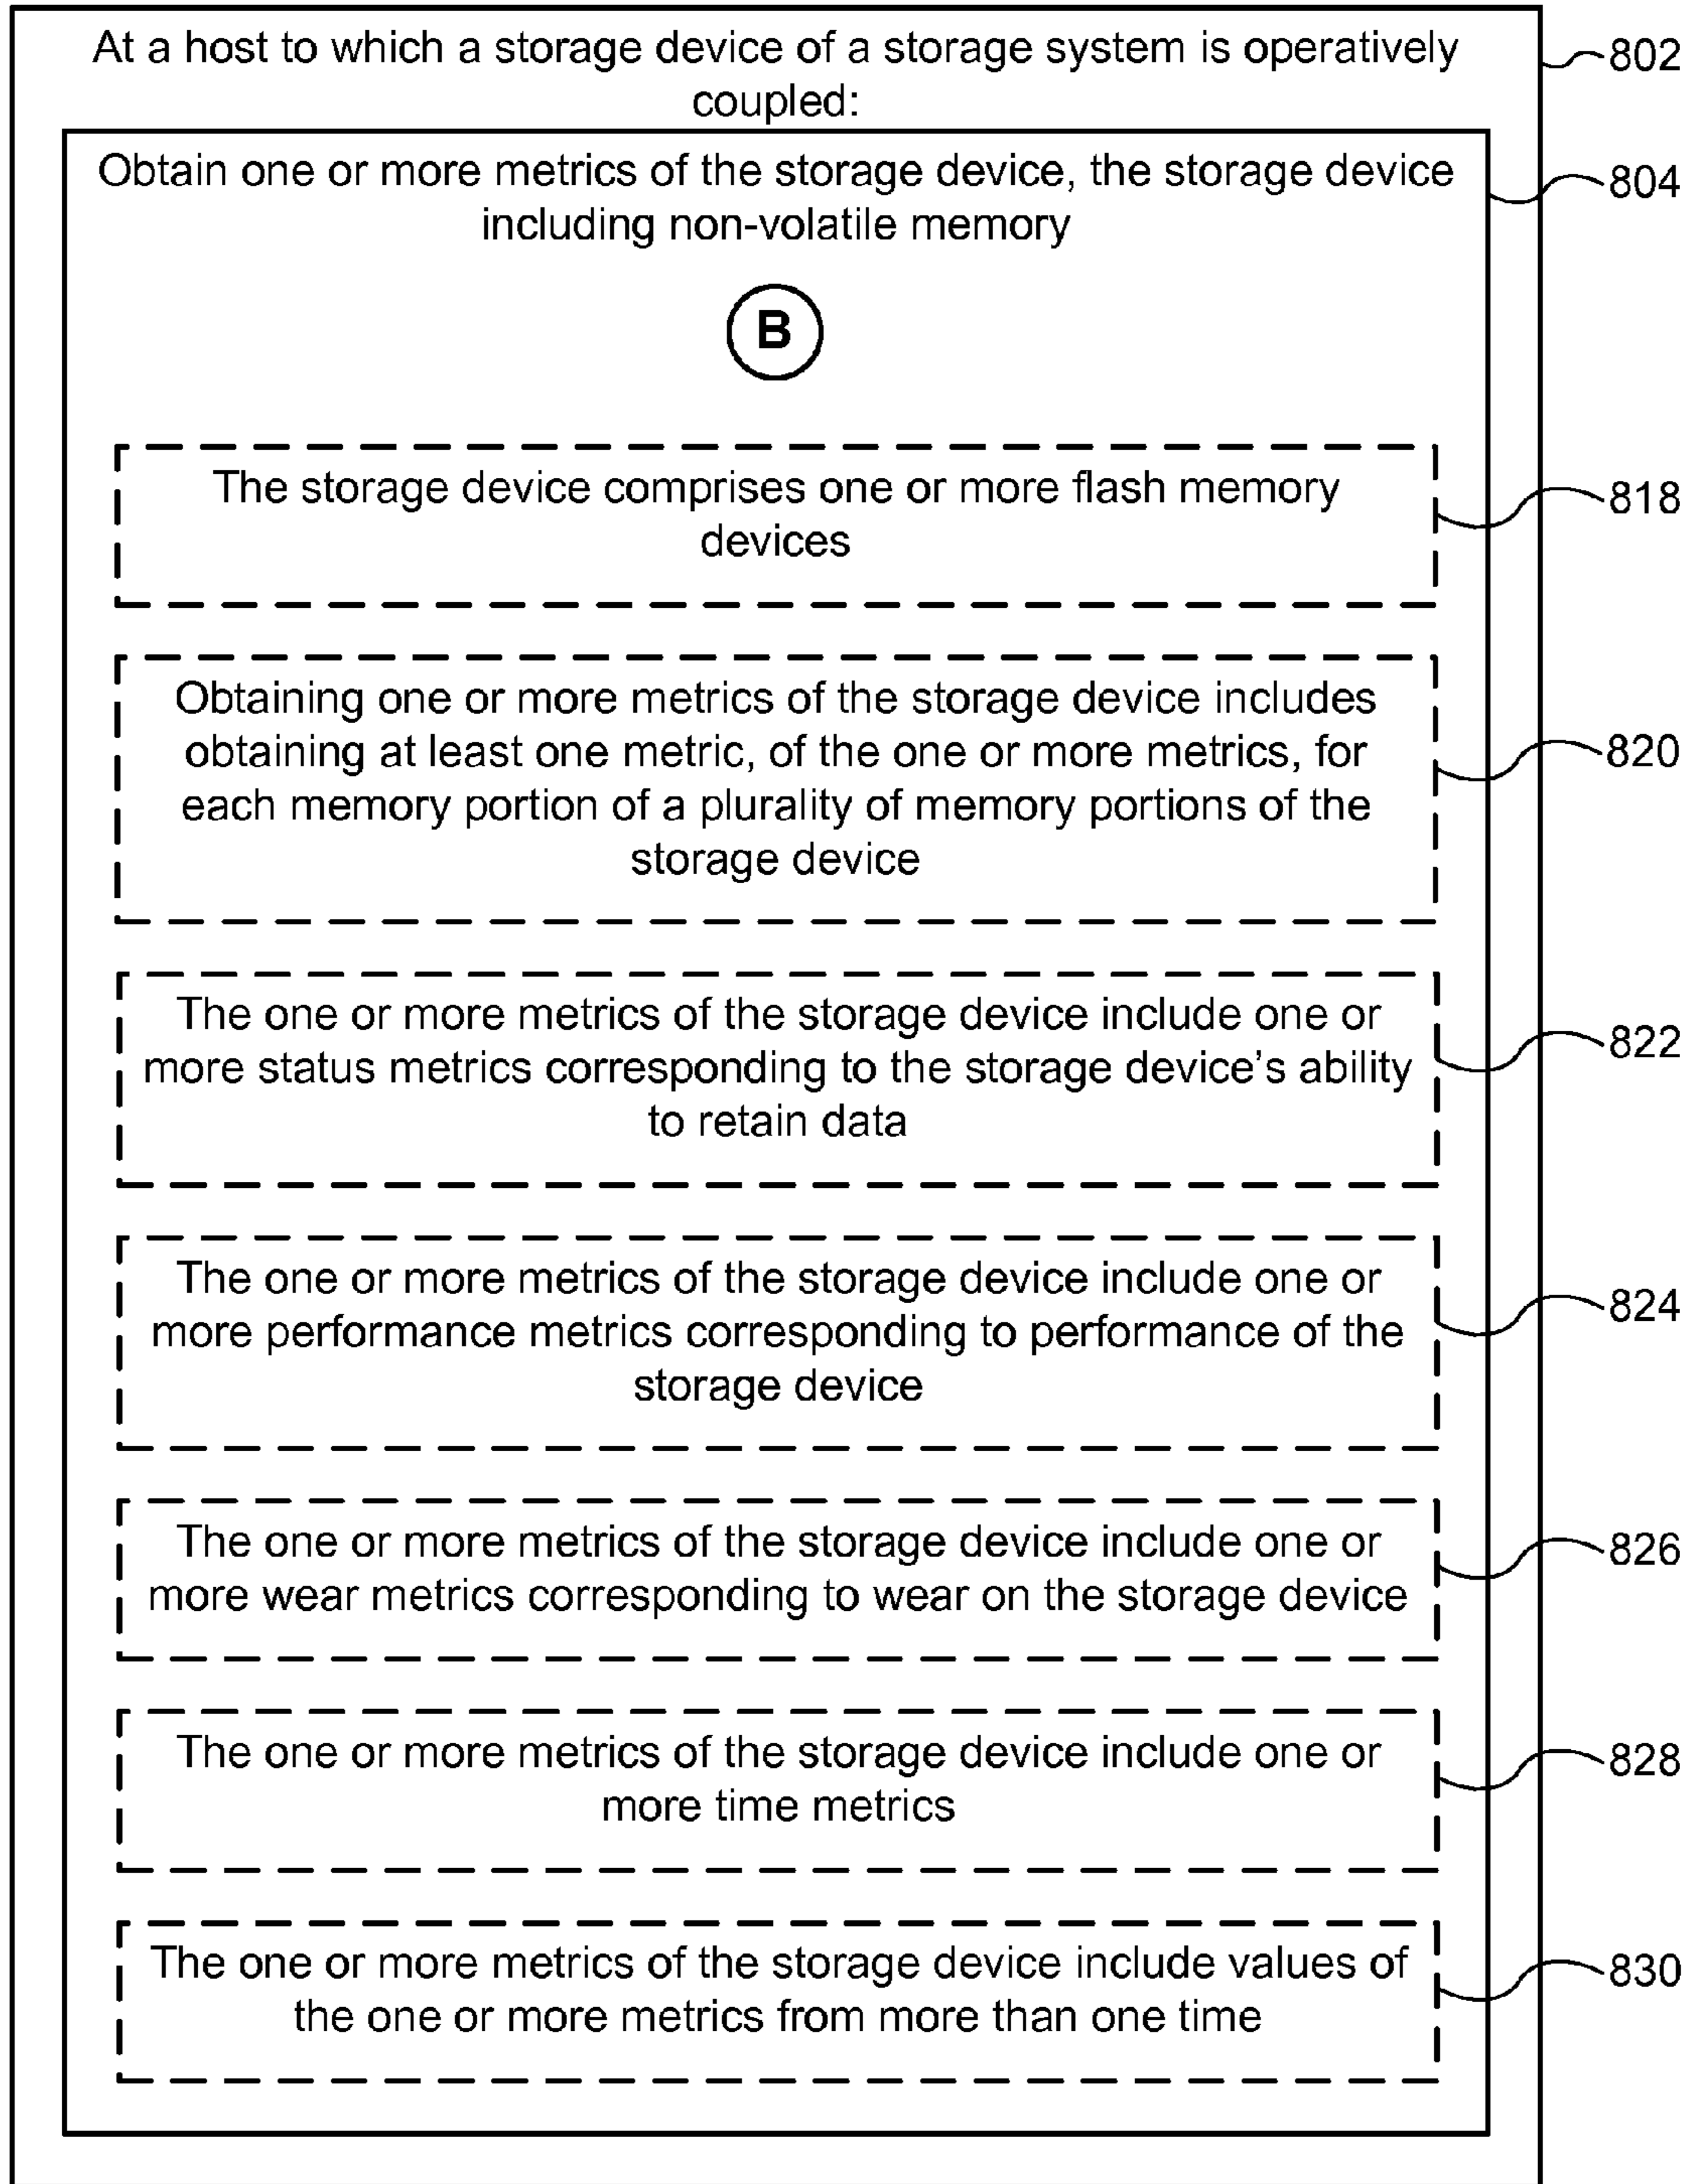 At a host to which a storage device of a storage system is operatively
coupled:
802
Obtain one or more metrics of the storage device, the storage device
including non-volatile memory
804
B
The storage device comprises one or more flash memory
devices
818
Obtaining one or more metrics of the storage device includes
obtaining at least one metric, of the one or more metrics, for
each memory portion of a plurality of memory portions of the
storage device
820
The one or more metrics of the storage device include one or
more status metrics corresponding to the storage device’s ability
to retain data
822
The one or more metrics of the storage device include one or
more performance metrics corresponding to performance of the
storage device
824
The one or more metrics of the storage device include one or
more wear metrics corresponding to wear on the storage device
826
The one or more metrics of the storage device include one or
more time metrics
828
The one or more metrics of the storage device include values of
the one or more metrics from more than one time
830